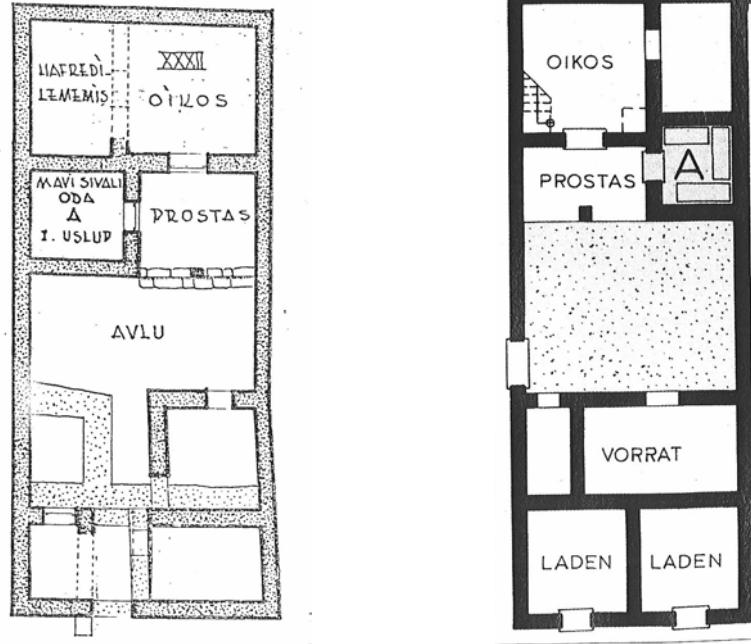 HAFREDİ-
LEMEMİS
XXXII
OİKOS
MAVI SIVALI
ODA
A
I. USLUP
PROSTAS
AVLU
OIKOS
PROSTAS
A
VORRAT
LADEN
LADEN